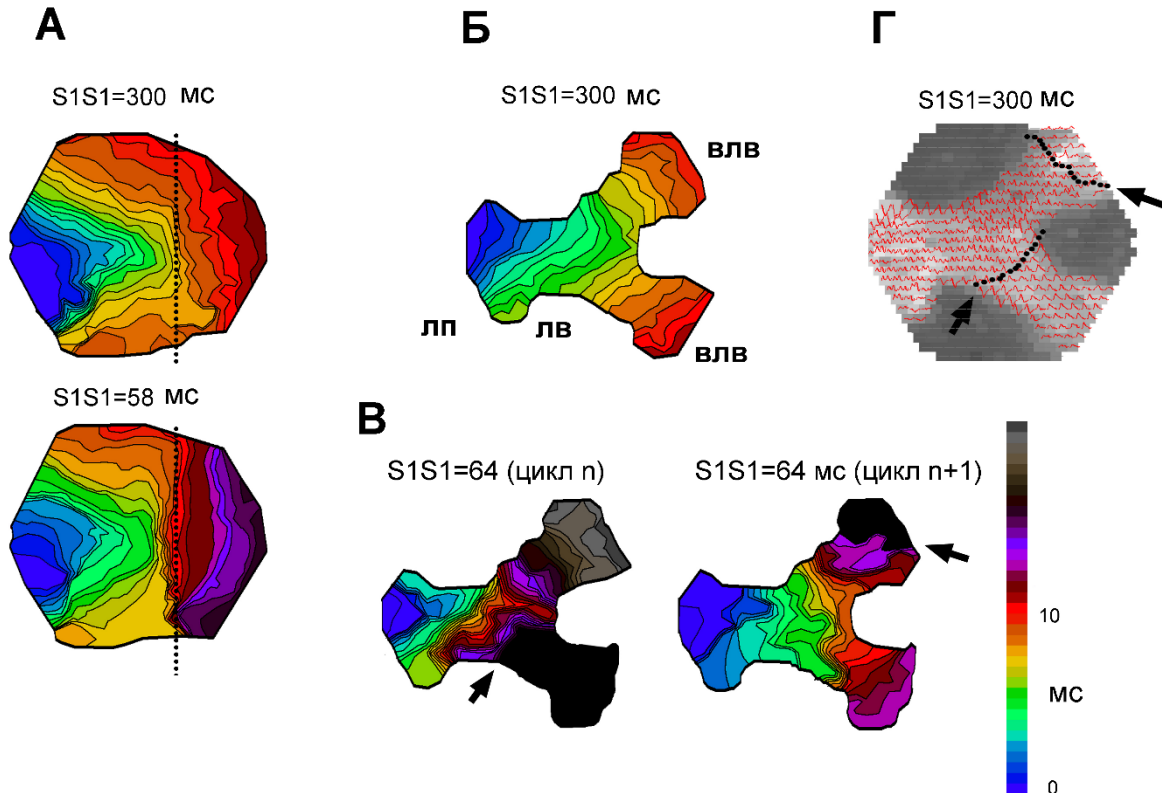 А
Б
Г
S1S1=300 мс
S1S1=300 мс
S1S1=300 мс
влв
лп
лв
влв
S1S1=58 мс
В
S1S1=64 (цикл n)
S1S1=64 мс (цикл n+1)
10
мс
0